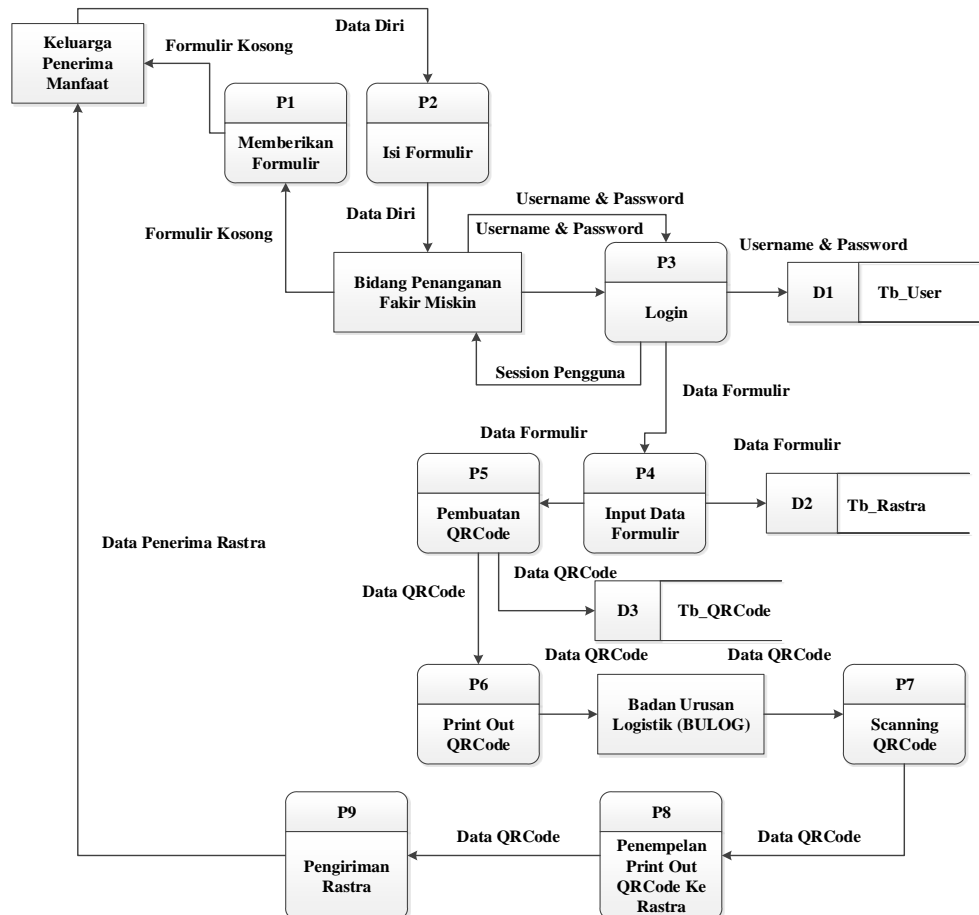 Data Diri
Keluarga
Penerima
Manfaat
Formulir Kosong
P1
Memberikan
Formulir
P2
Isi Formulir
Data Diri
Formulir Kosong
Username & Password
Username & Password
Username & Password
Bidang Penanganan
Fakir Miskin
P3
Login
D1
Tb_User
Session Pengguna
Data Formulir
Data Formulir
Data Formulir
P5
Pembuatan
QRCode
P4
Input Data
Formulir
D2
Tb_Rastra
Data Penerima Rastra
Data QRCode
Data QRCode
D3
Tb_QRCode
Data QRCode
Data QRCode
P6
Print Out
QRCode
Badan Urusan
Logistik (BULOG)
P7
Scanning
QRCode
P9
Pengiriman
Rastra
Data QRCode
P8
Penempelan
Print Out
QRCode Ke
Rastra
Data QRCode